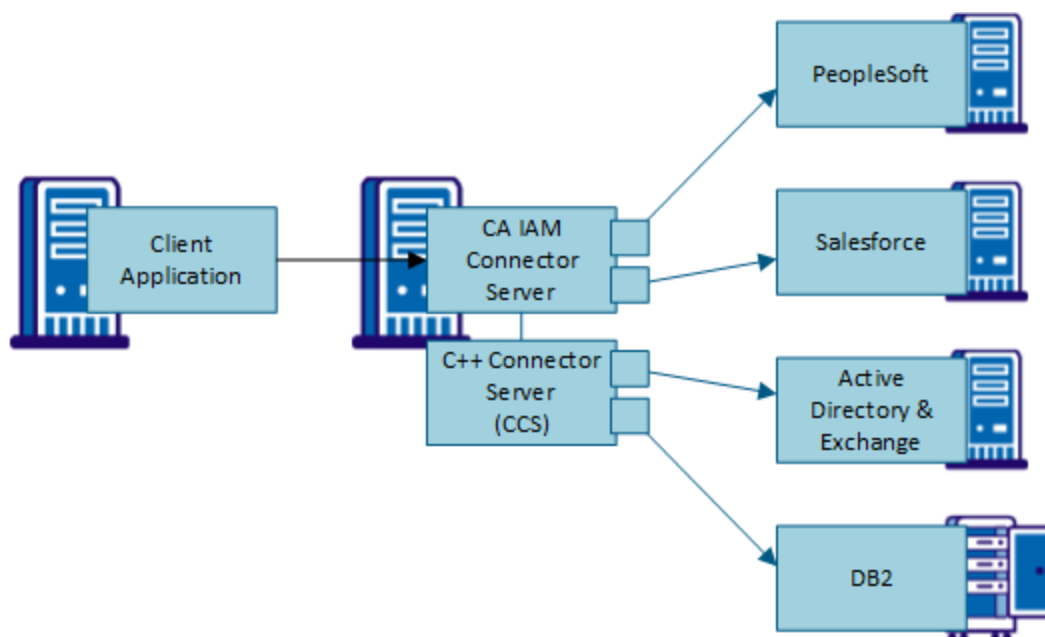 PeopleSoft
Client
Application
CA IAM
Connector
Server
Salesforce
C++ Connector
Server
(CCS)
Active
Directory &
Exchange
DB2